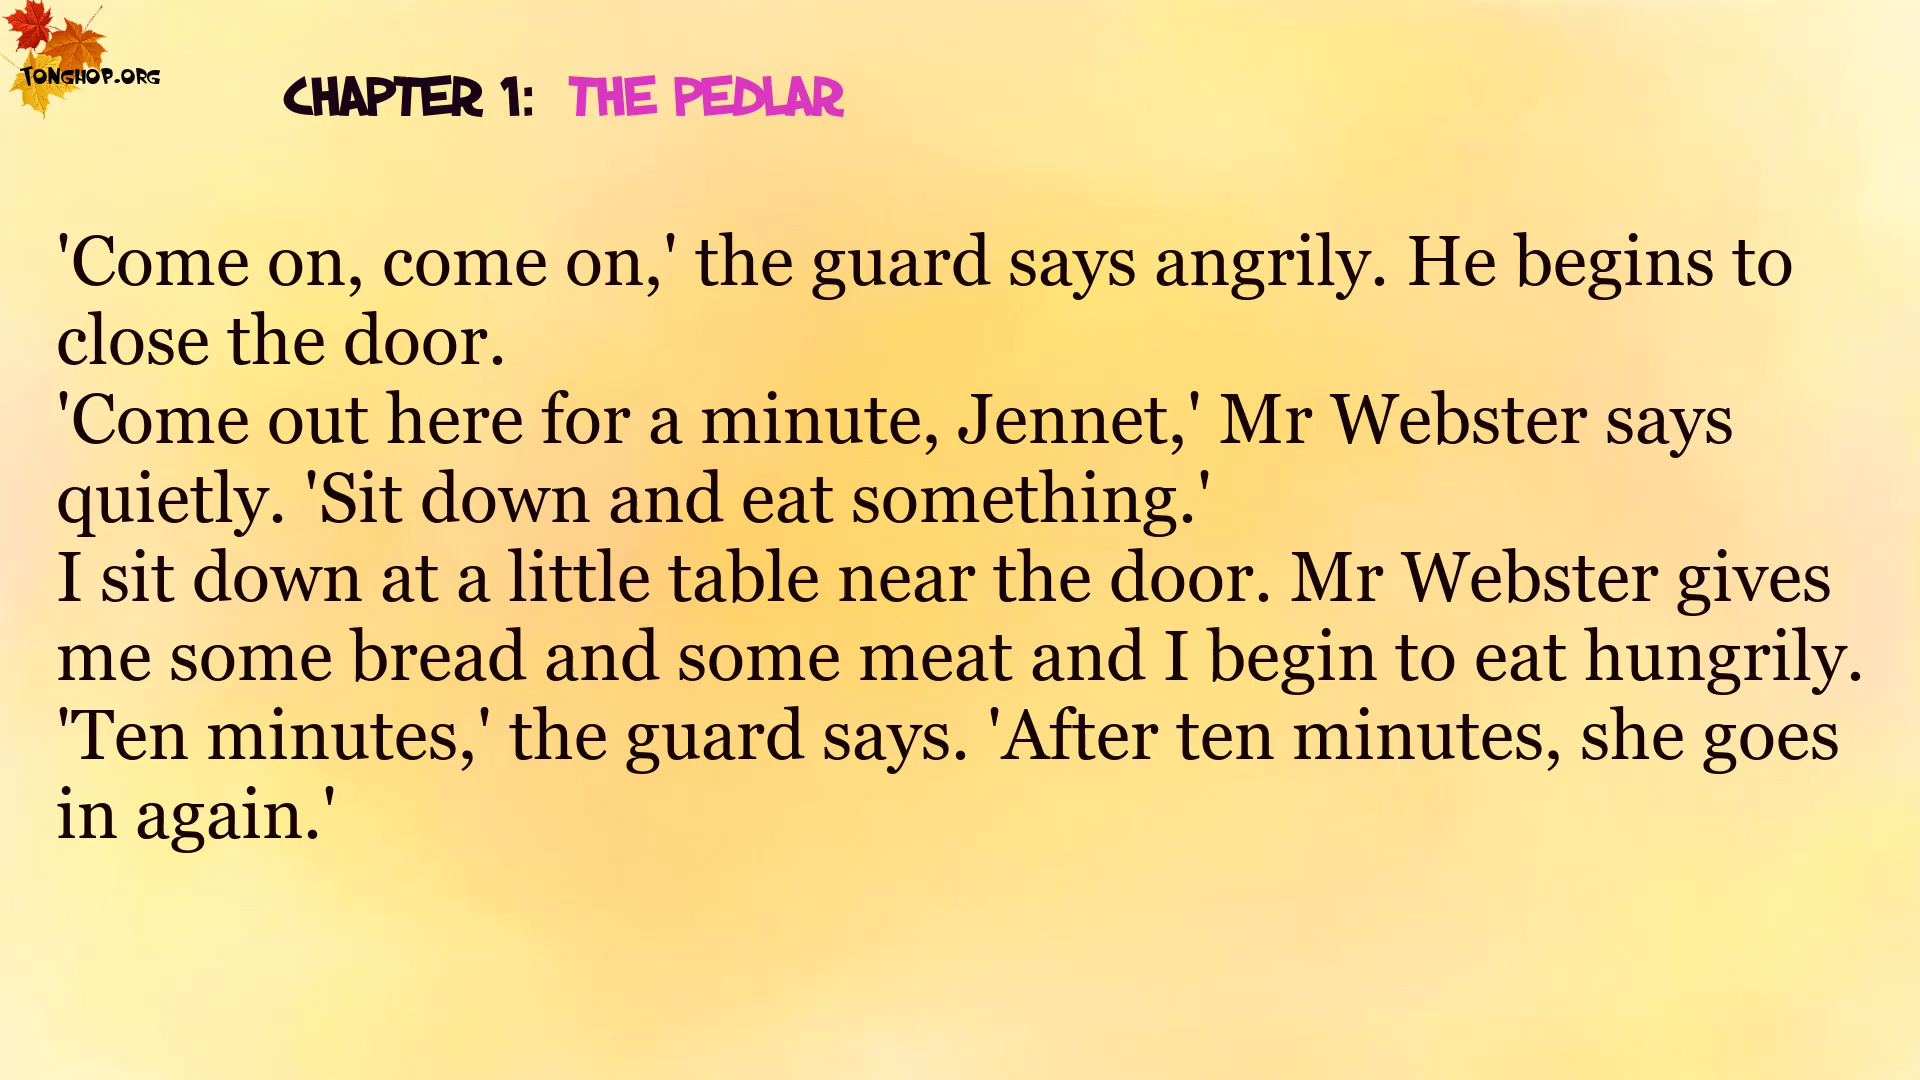 TONGHOP.ORG
CHAPTER 1: THE PEDLAR
'Come on, come on,' the guard says angrily. He begins to
close the door.
'Come out here for a minute, Jennet,' Mr Webster says
quietly. 'Sit down and eat something.'
I sit down at a little table near the door. Mr Webster gives
me some bread and some meat and I begin to eat hungrily.
'Ten minutes,' the guard says. 'After ten minutes, she goes
in again.'